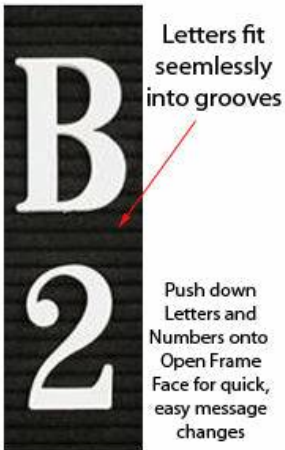 Letters fit
seemlessly
into grooves
B
2
Push down
Letters and
Numbers onto
Open Frame
Face for quick,
easy message
changes